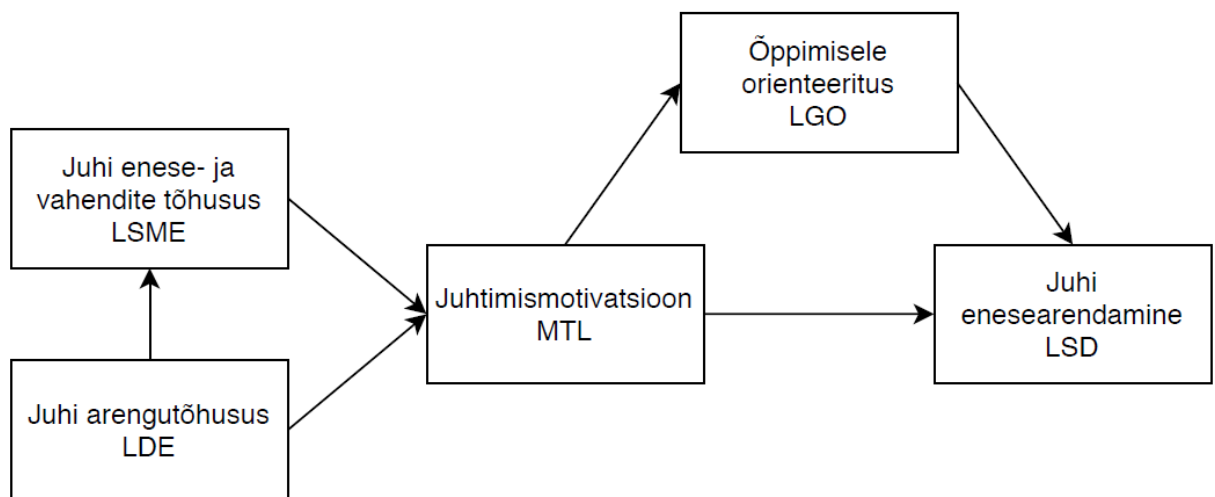 Õppimisele
orienteeritus
LGO
Juhi enese- ja
vahendite tõhusus
LSME
Juhtimismotivatsioon
MTL
Juhi
enesearendamine
LSD
Juhi arengutõhusus
LDE